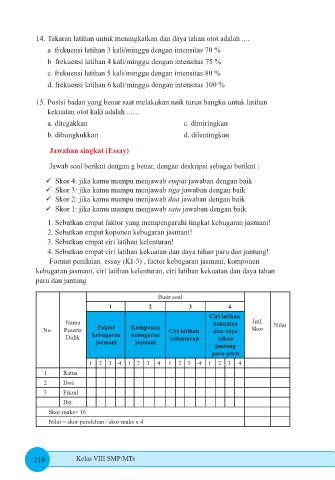 14. Takaran latihan untuk meningkatkan dan daya tahan otot adalah ....
a frekuensi latihan 3 kali/minggu dengan intensitas 70 %
b frekuensi latihan 4 kali/minggu dengan intensitas 75 %
c. frekuensi latihan 5 kali/minggu dengan intensitas 80 %
d. frekuensi latihan 6 kali/minggu dengan intensitas 100 %
15. Posisi badan yang benar saat melakukan naik turun bangku untuk latihan
kekuatan otot kaki adalah .......
a. ditegakkan c. dimiringkan
b. dibungkukkan d. dilentingkan
Jawaban singkat (Essay)
Jawab soal berikut dengan g benar, dengan deskripsi sebagai berikut :
✓ Skor 4: jika kamu mampu menjawab empat jawaban dengan baik
✓ Skor 3: jika kamu mampu menjawab tiga jawaban dengan baik
✓ Skor 2: jika kamu mampu menjawab dua jawaban dengan baik
✓ Skor 1: jika kamu mampu menjawab satu jawaban dengan baik
1. Sebutkan empat faktor yang mempengaruhi tingkat kebugaran jasmani!
2. Sebutkan empat koponen kebugaran jasmani!
3. Sebutkan empat ciri latihan kelenturan!
4. Sebutkan empat ciri latihan kekuatan dan daya tahan paru dan jantung!
Format penilaian essay (KI-3) , faktor kebugaran jasmani, komponen
kebugaran jasmani, ciri latihan kelenturan, ciri latihan kekuatan dan daya tahan
paru dan jantung
No. Nama Peserta Didik Butir soal Jml. Skor Nilai
1 2 3 4
Faktor kebugaran jasmani Komponen kebugaran jasmani Ciri latihan kelenturan Ciri latihan kekuatan dan daya tahan jantung paru-paru
1 2 3 4 1 2 3 4 1 2 3 4 1 2 3 4
1 Ratna
2 Dwi
3 Fikrul
Dst.
Skor maks= 16
Nilai = skor perolehan / skor maks x 4
218 Kelas VIII SMP/MTs